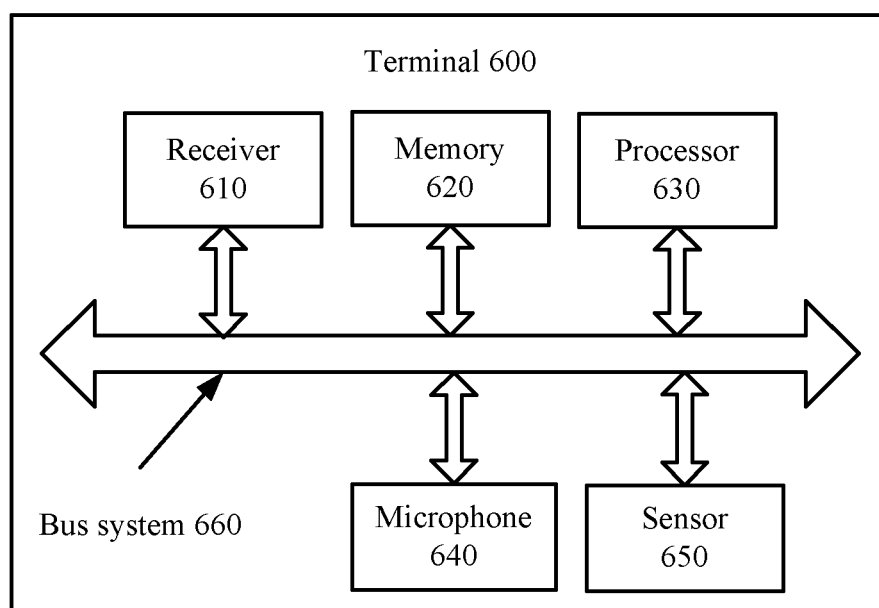 Terminal 600
Receiver
610
Memory
620
Processor
630
Bus system 660
Microphone
640
Sensor
650